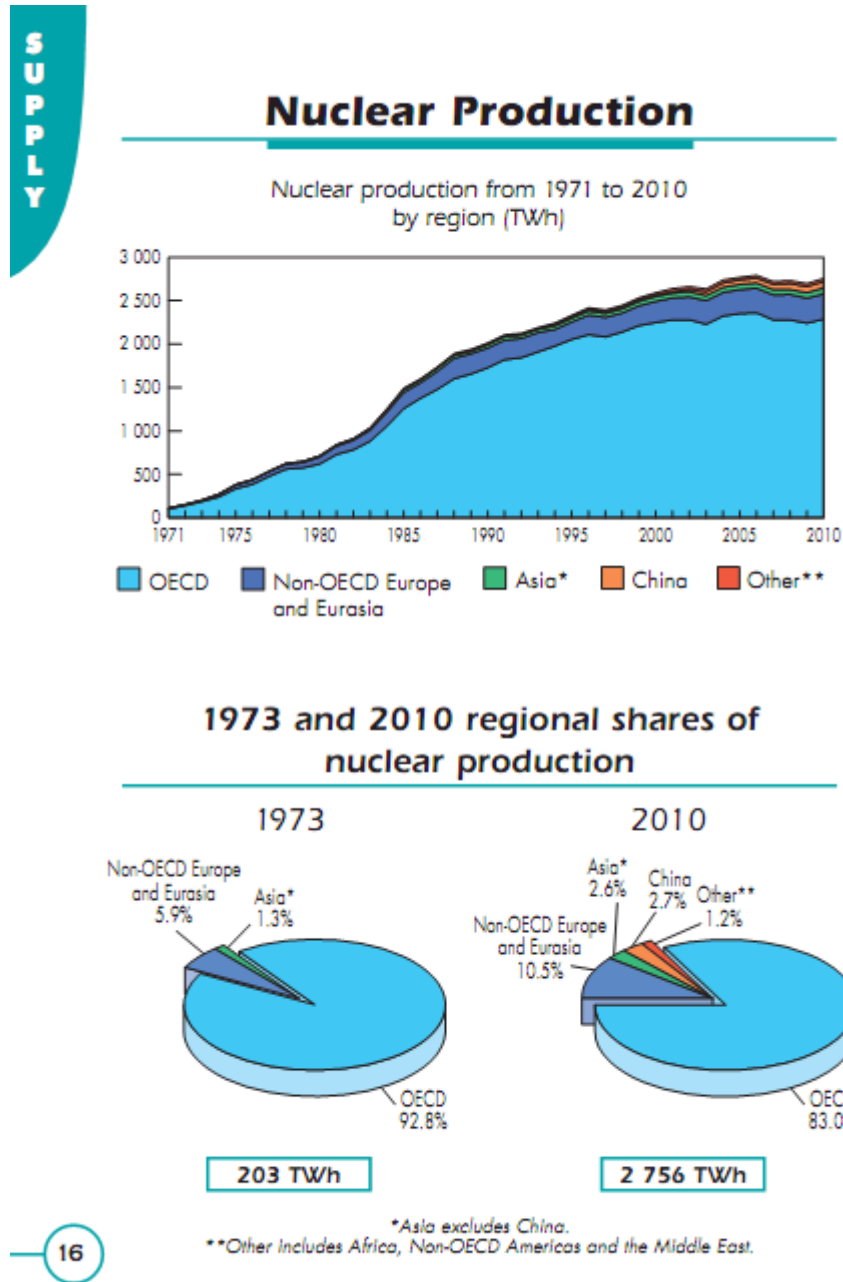 SUPPLY
Nuclear Production
Nuclear production from 1971 to 2010
by region (TWh)
3 000
2 500
2 000
1 500
1 000
500
0
1971 1975 1980 1985 1990 1995 2000 2005 2010
OECD Non-OECD Europe
and Eurasia
Asia* China Other**
1973 and 2010 regional shares of
nuclear production
1973
Non-OECD Europe
and Eurasia
5.9%
Asia*
1.3%
OECD
92.8%
203 TWh
2010
Asia*
2.6%
China
2.7%
Other**
1.2%
Non-OECD Europe
and Eurasia
10.5%
OEC
83.0
2 756 TWh
*Asia excludes China.
**Other includes Africa, Non-OECD Americas and the Middle East.
16